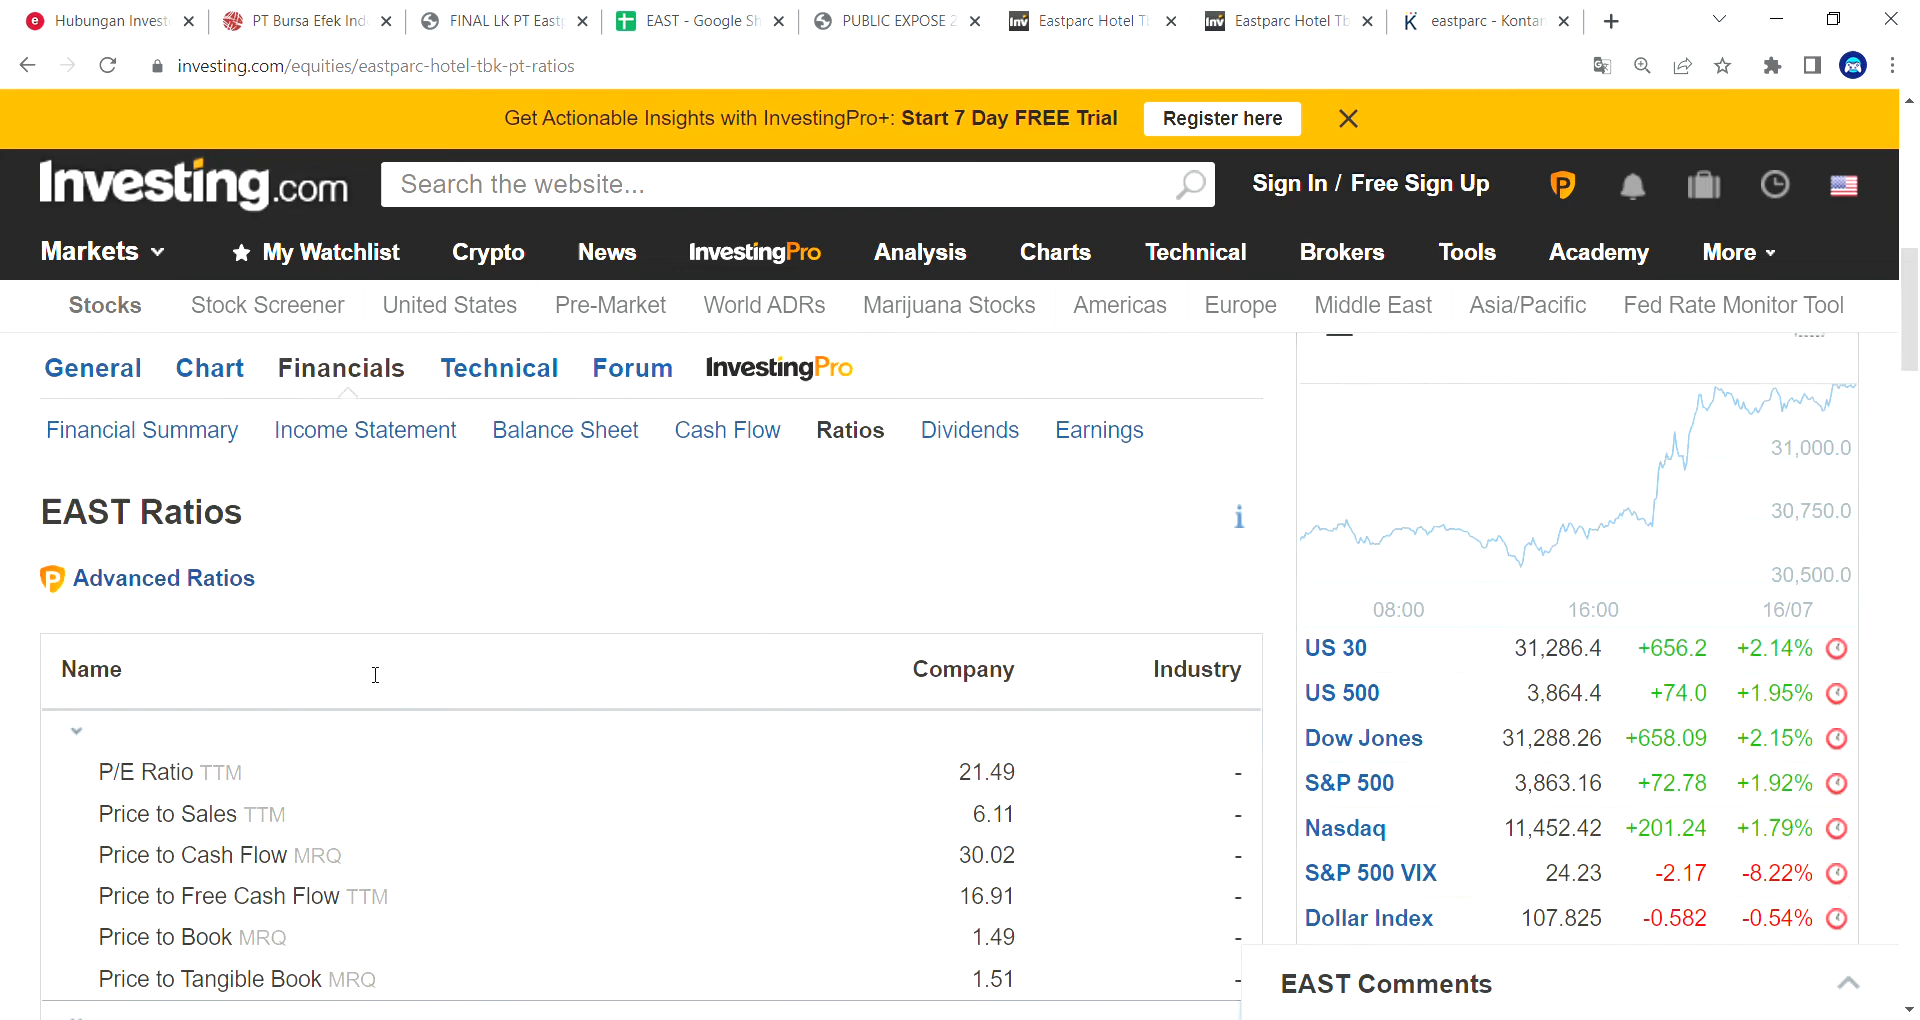 Hubungan Invest
PT Bursa Efek Ind
FINAL LK PT East
EAST - Google Sh
PUBLIC EXPOSE 2
Eastparc Hotel Tb
Eastparc Hotel Tb
eastparc - Kontan
investing.com/equities/eastparc-hotel-tbk-pt-ratios
Get Actionable Insights with InvestingPro+: Start 7 Day FREE Trial
Register here
Investing.com
Search the website...
Sign In / Free Sign Up
Markets
My Watchlist
Crypto
News
InvestingPro
Analysis
Charts
Technical
Brokers
Tools
Academy
More
Stocks
Stock Screener
United States
Pre-Market
World ADRs
Marijuana Stocks
Americas
Europe
Middle East
Asia/Pacific
Fed Rate Monitor Tool
General
Chart
Financials
Technical
Forum
InvestingPro
Financial Summary
Income Statement
Balance Sheet
Cash Flow
Ratios
Dividends
Earnings
EAST Ratios
Advanced Ratios
Name Company Industry
P/E Ratio TTM 21.49 -
Price to Sales TTM 6.11 -
Price to Cash Flow MRQ 30.02 -
Price to Free Cash Flow TTM 16.91 -
Price to Book MRQ 1.49 -
Price to Tangible Book MRQ 1.51 -
31,000.0
30,750.0
30,500.0
08:00 16:00 16/07
US 30 31,286.4 +656.2 +2.14%
US 500 3,864.4 +74.0 +1.95%
Dow Jones 31,288.26 +658.09 +2.15%
S&P 500 3,863.16 +72.78 +1.92%
Nasdaq 11,452.42 +201.24 +1.79%
S&P 500 VIX 24.23 -2.17 -8.22%
Dollar Index 107.825 -0.582 -0.54%
EAST Comments